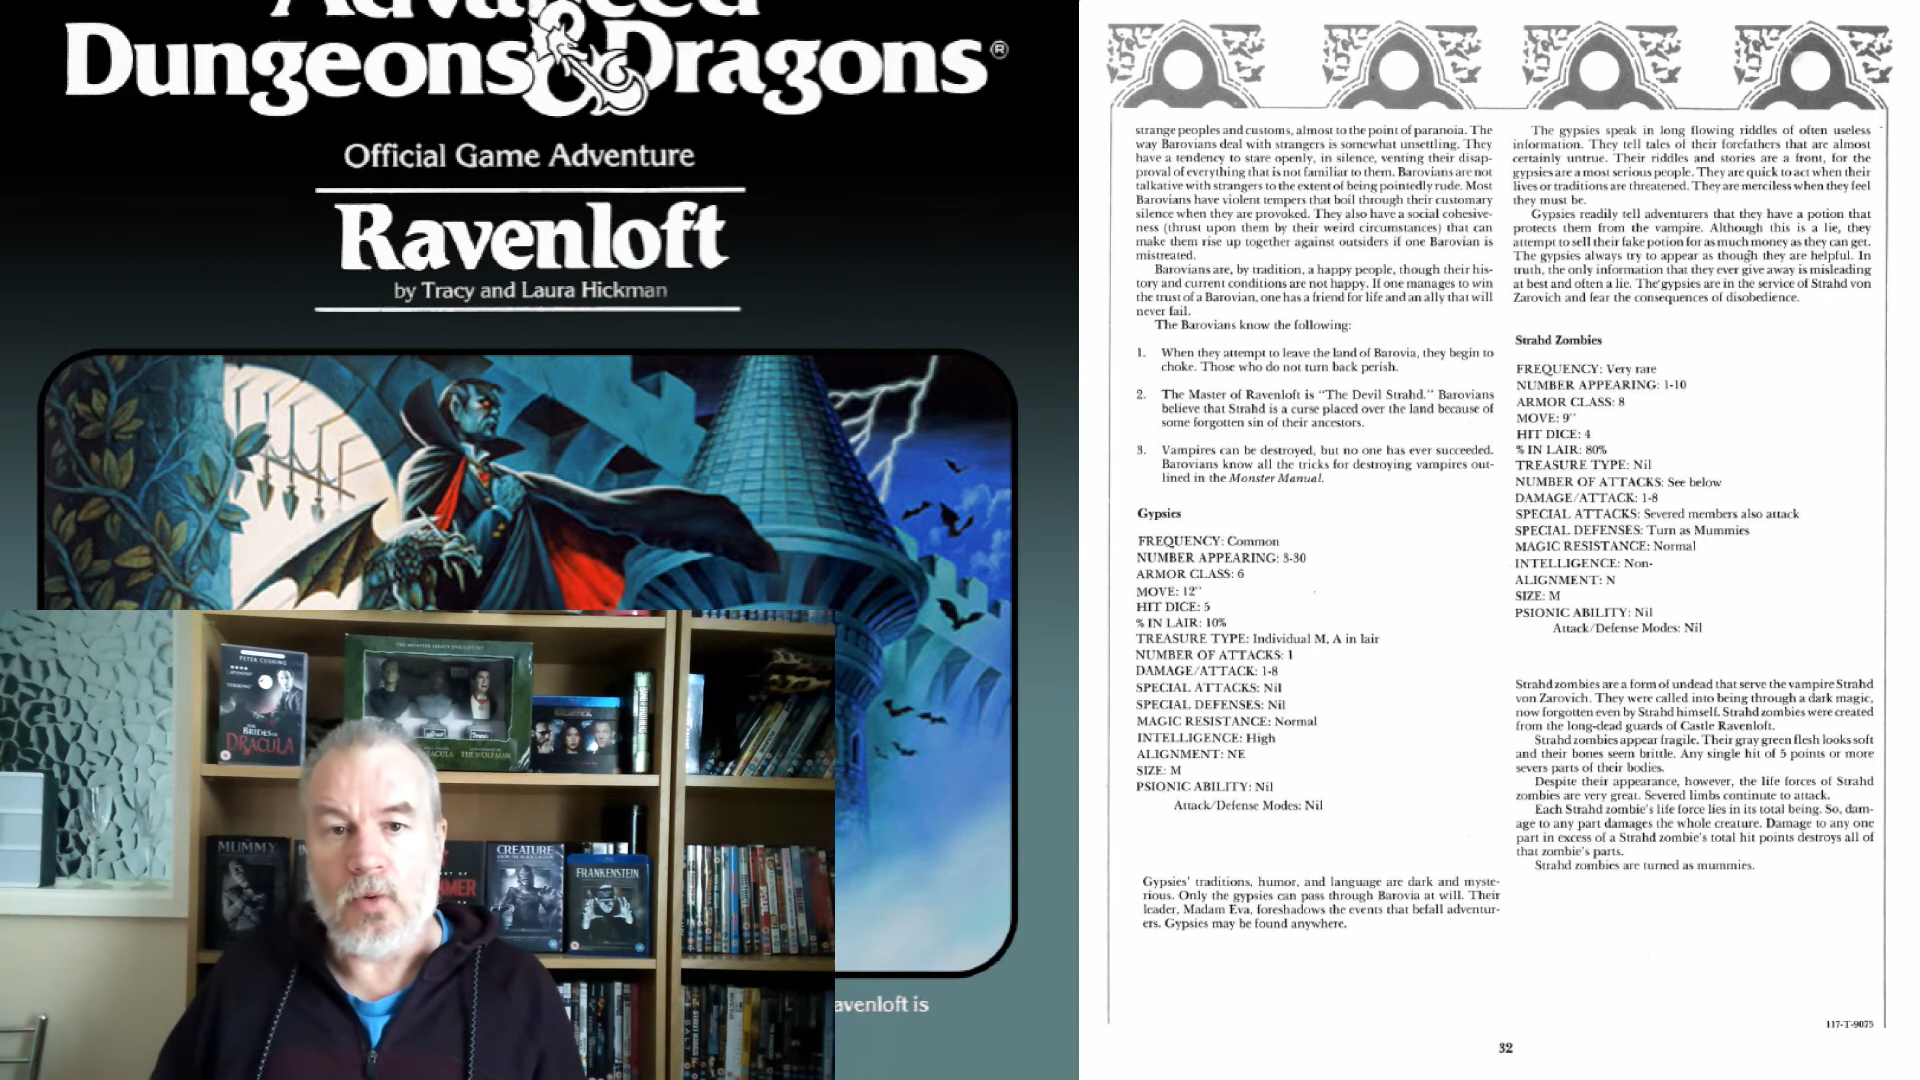 Advanced
Dungeons & Dragons®
Official Game Adventure
Ravenloft
by Tracy and Laura Hickman
avenloft is
PETER CUSHING
BRIDES OF
DRACULA
THE MONSTER LEGACY DVD GIFT SET
THE WOLFMAN
MUMMY
CREATURE
FRANKENSTEIN
strange peoples and customs, almost to the point of paranoia. The
way Barovians deal with strangers is somewhat unsettling. They
have a tendency to stare openly, in silence, venting their disap-
proval of everything that is not familiar to them. Barovians are not
talkative with strangers to the extent of being pointedly rude. Most
Barovians have violent tempers that boil through their customary
silence when they are provoked. They also have a social cohesive-
ness (thrust upon them by their weird circumstances) that can
make them rise up together against outsiders if one Barovian is
mistreated.
Barovians are, by tradition, a happy people, though their his-
tory and current conditions are not happy. If one manages to win
the trust of a Barovian, one has a friend for life and an ally that will
never fail.
The Barovians know the following:
1. When they attempt to leave the land of Barovia, they begin to
choke. Those who do not turn back perish.
2. The Master of Ravenloft is "The Devil Strahd." Barovians
believe that Strahd is a curse placed over the land because of
some forgotten sin of their ancestors.
3. Vampires can be destroyed, but no one has ever succeeded.
Barovians know all the tricks for destroying vampires out-
lined in the Monster Manual.
Gypsies
FREQUENCY: Common
NUMBER APPEARING: 3-30
ARMOR CLASS: 6
MOVE: 12"
HIT DICE: 5
% IN LAIR: 10%
TREASURE TYPE: Individual M, A in lair
NUMBER OF ATTACKS: 1
DAMAGE/ATTACK: 1-8
SPECIAL ATTACKS: Nil
SPECIAL DEFENSES: Nil
MAGIC RESISTANCE: Normal
INTELLIGENCE: High
ALIGNMENT: NE
SIZE: M
PSIONIC ABILITY: Nil
Attack/Defense Modes: Nil
Gypsies' traditions, humor, and language are dark and myste-
rious. Only the gypsies can pass through Barovia at will. Their
leader, Madam Eva, foreshadows the events that befall adventur-
ers. Gypsies may be found anywhere.
The gypsies speak in long flowing riddles of often useless
information. They tell tales of their forefathers that are almost
certainly untrue. Their riddles and stories are a front, for the
gypsies are a most serious people. They are quick to act when their
lives or traditions are threatened. They are merciless when they feel
they must be.
Gypsies readily tell adventurers that they have a potion that
protects them from the vampire. Although this is a lie, they
attempt to sell their fake potion for as much money as they can get.
The gypsies always try to appear as though they are helpful. In
truth, the only information that they ever give away is misleading
at best and often a lie. The gypsies are in the service of Strahd von
Zarovich and fear the consequences of disobedience.
Strahd Zombies
FREQUENCY: Very rare
NUMBER APPEARING: 1-10
ARMOR CLASS: 8
MOVE: 9"
HIT DICE: 4
% IN LAIR: 80%
TREASURE TYPE: Nil
NUMBER OF ATTACKS: See below
DAMAGE/ATTACK: 1-8
SPECIAL ATTACKS: Severed members also attack
SPECIAL DEFENSES: Turn as Mummies
MAGIC RESISTANCE: Normal
INTELLIGENCE: Non-
ALIGNMENT: N
SIZE: M
PSIONIC ABILITY: Nil
Attack/Defense Modes: Nil
Strahd zombies are a form of undead that serve the vampire Strahd
von Zarovich. They were called into being through a dark magic,
now forgotten even by Strahd himself. Strahd zombies were created
from the long-dead guards of Castle Ravenloft.
Strahd zombies appear fragile. Their gray green flesh looks soft
and their bones seem brittle. Any single hit of 5 points or more
severs parts of their bodies.
Despite their appearance, however, the life forces of Strahd
zombies are very great. Severed limbs continue to attack.
Each Strahd zombie's life force lies in its total being. So, dam-
age to any part damages the whole creature. Damage to any one
part in excess of a Strahd zombie's total hit points destroys all of
that zombie's parts.
Strahd zombies are turned as mummies.
117-T-9075
32